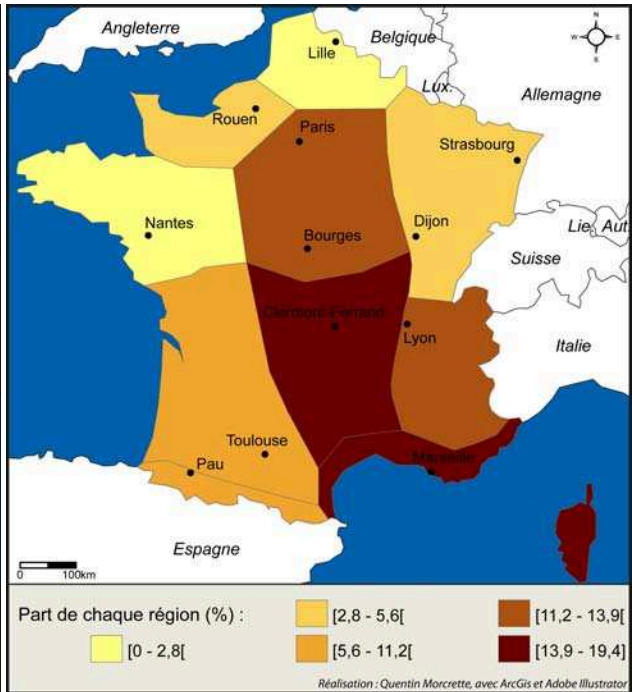 Angleterre
Belgique
N
W E
S
Lille
Lux.
Allemagne
Rouen
Paris
Strasbourg
Nantes
Bourges
Dijon
Lie.
Aut.
Suisse
Clermont-Ferrand
Lyon
Italie
Toulouse
Pau
Marseille
Espagne
0 100km
Part de chaque région (%) :
[0 - 2,8[
[2,8 - 5,6[
[5,6 - 11,2[
[11,2 - 13,9[
[13,9 - 19,4]
Réalisation : Quentin Morcrette, avec ArcGis et Adobe Illustrator